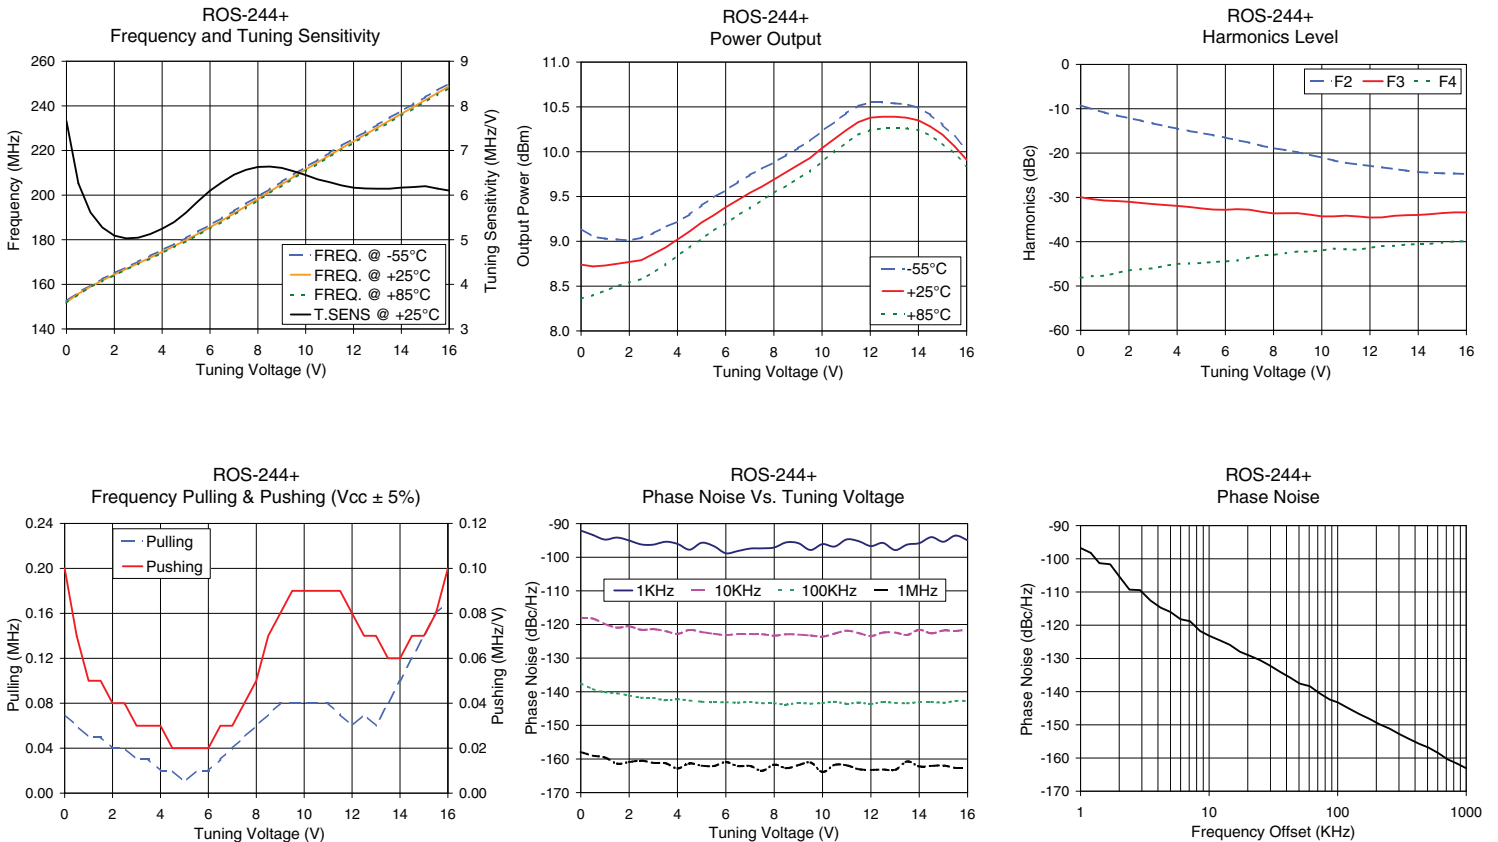 ROS-244+
Frequency and Tuning Sensitivity
260
240
220
200
180
160
140
9
8
7
6
5
4
3
Frequency (MHz)
Tuning Sensitivity (MHz/V)
FREQ. @ -55°C
FREQ. @ +25°C
FREQ. @ +85°C
T.SENS @ +25°C
0 2 4 6 8 10 12 14 16
Tuning Voltage (V)
ROS-244+
Power Output
11.0
10.5
10.0
9.5
9.0
8.5
8.0
Output Power (dBm)
-55°C
+25°C
+85°C
0 2 4 6 8 10 12 14 16
Tuning Voltage (V)
ROS-244+
Harmonics Level
0
-10
-20
-30
-40
-50
-60
Harmonics (dBc)
F2 F3 F4
0 2 4 6 8 10 12 14 16
Tuning Voltage (V)
ROS-244+
Frequency Pulling & Pushing (Vcc ± 5%)
0.24
0.20
0.16
0.12
0.08
0.04
0.00
0.12
0.10
0.08
0.06
0.04
0.02
0.00
Pulling (MHz)
Pushing (MHz/V)
Pulling
Pushing
0 2 4 6 8 10 12 14 16
Tuning Voltage (V)
ROS-244+
Phase Noise Vs. Tuning Voltage
-90
-100
-110
-120
-130
-140
-150
-160
-170
Phase Noise (dBc/Hz)
1KHz 10KHz 100KHz 1MHz
0 2 4 6 8 10 12 14 16
Tuning Voltage (V)
ROS-244+
Phase Noise
-90
-100
-110
-120
-130
-140
-150
-160
-170
Phase Noise (dBc/Hz)
1 10 100 1000
Frequency Offset (KHz)